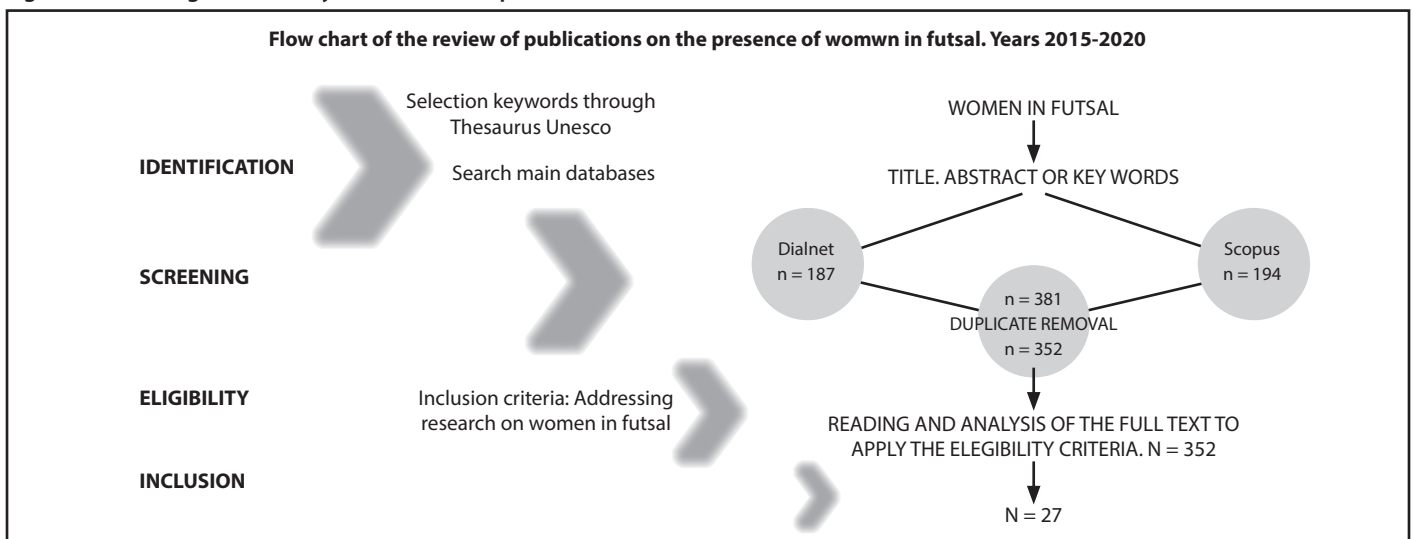 Flow chart of the review of publications on the presence of womwn in futsal. Years 2015-2020
Selection keywords through
Thesaurus Unesco
IDENTIFICATION
Search main databases
SCREENING
ELIGIBILITY
Inclusion criteria: Addressing
research on women in futsal
INCLUSION
WOMEN IN FUTSAL
TITLE. ABSTRACT OR KEY WORDS
Dialnet
n = 187
Scopus
n = 194
n = 381
DUPLICATE REMOVAL
n = 352
READING AND ANALYSIS OF THE FULL TEXT TO
APPLY THE ELEGIBILITY CRITERIA. N = 352
N = 27